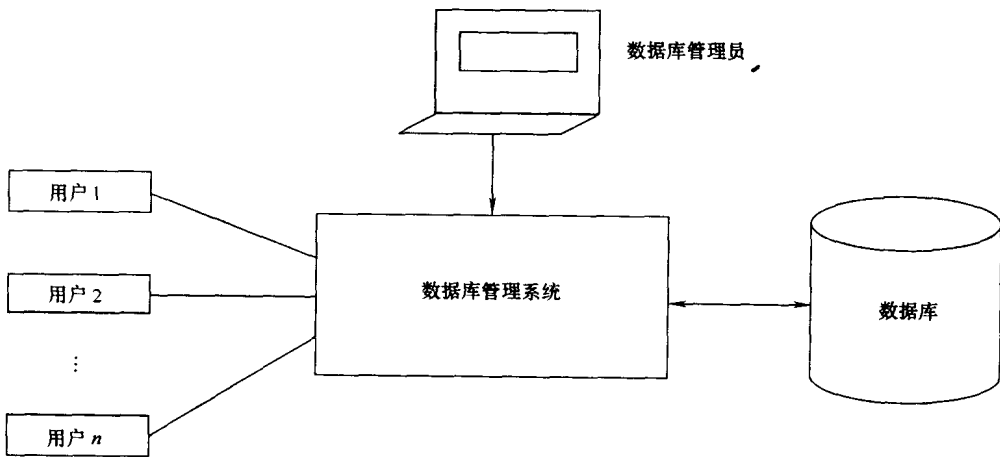 数据库管理员
用户 1
用户 2
数据库管理系统
数据库
⋮
用户 n